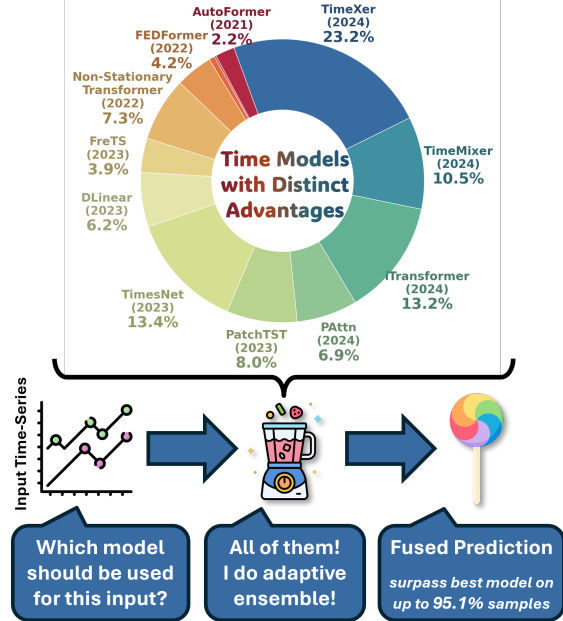 TimeXer
(2024)
23.2%
AutoFormer
(2021)
2.2%
FEDFormer
(2022)
4.2%
Non-Stationary
Transformer
(2022)
7.3%
FreTS
(2023)
3.9%
DLinear
(2023)
6.2%
TimesNet
(2023)
13.4%
PatchTST
(2023)
8.0%
PAttn
(2024)
6.9%
iTransformer
(2024)
13.2%
TimeMixer
(2024)
10.5%
Time Models
with Distinct
Advantages
Input Time-Series
Which model
should be used
for this input?
All of them!
I do adaptive
ensemble!
Fused Prediction
surpass best model on
up to 95.1% samples